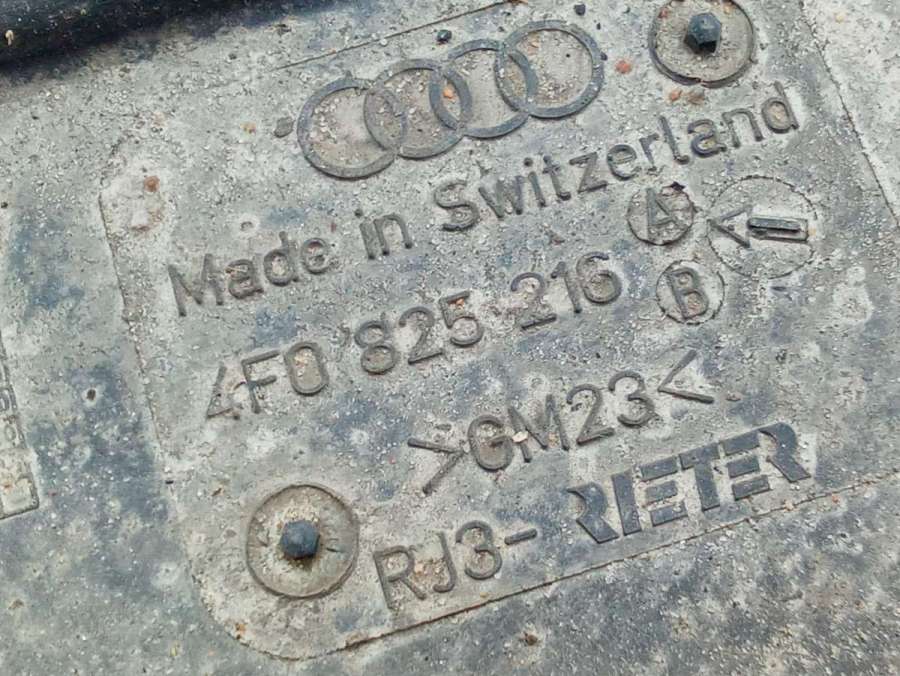 Made in Switzerland
4F0 825 216 A
B
>GM23<
RJ3-RIETER